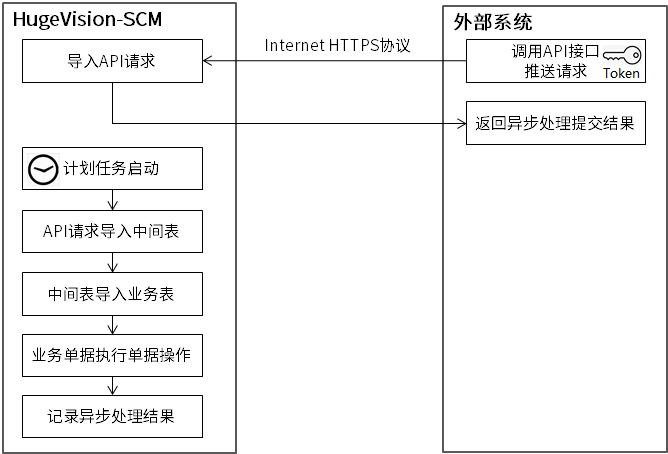 HugeVision-SCM
外部系统
Internet HTTPS协议
导入API请求
调用API接口
推送请求
Token
返回异步处理提交结果
计划任务启动
API请求导入中间表
中间表导入业务表
业务单据执行单据操作
记录异步处理结果